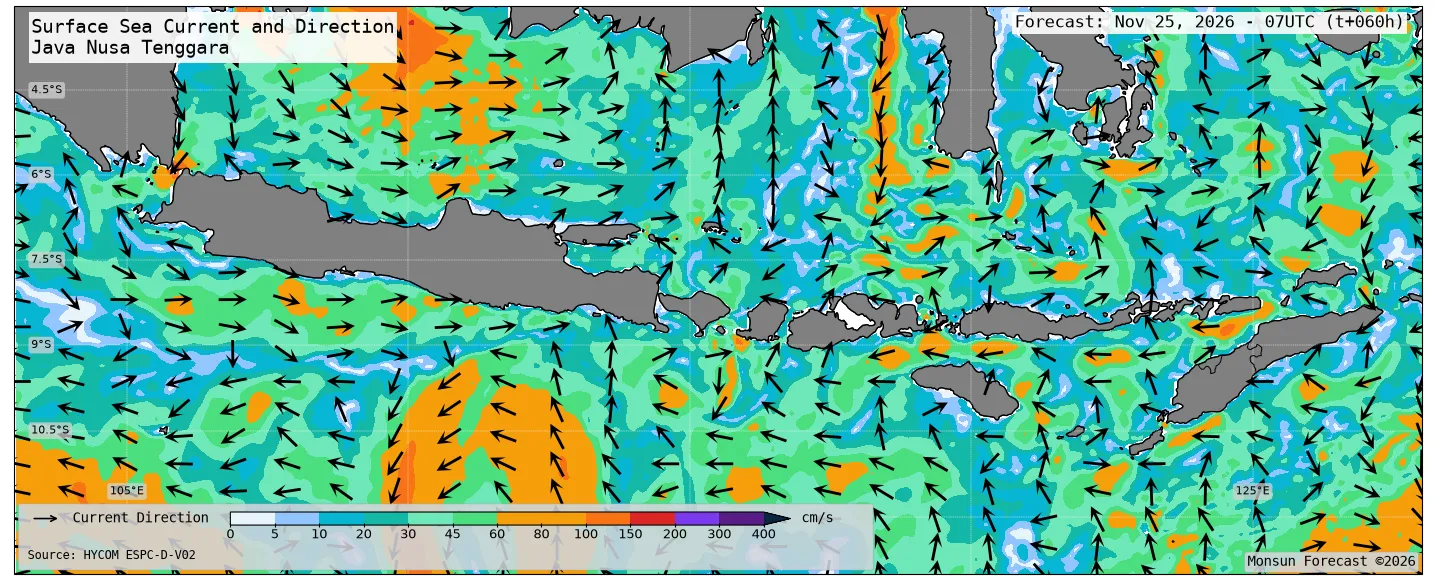 Surface Sea Current and Direction
Java Nusa Tenggara
Forecast: Nov 25, 2026 - 07UTC (t+060h)
4.5°S
6°S
7.5°S
9°S
10.5°S
105°E
125°E
Current Direction
0 5 10 20 30 45 60 80 100 150 200 300 400
cm/s
Source: HYCOM ESPC-D-V02
Monsun Forecast ©2026